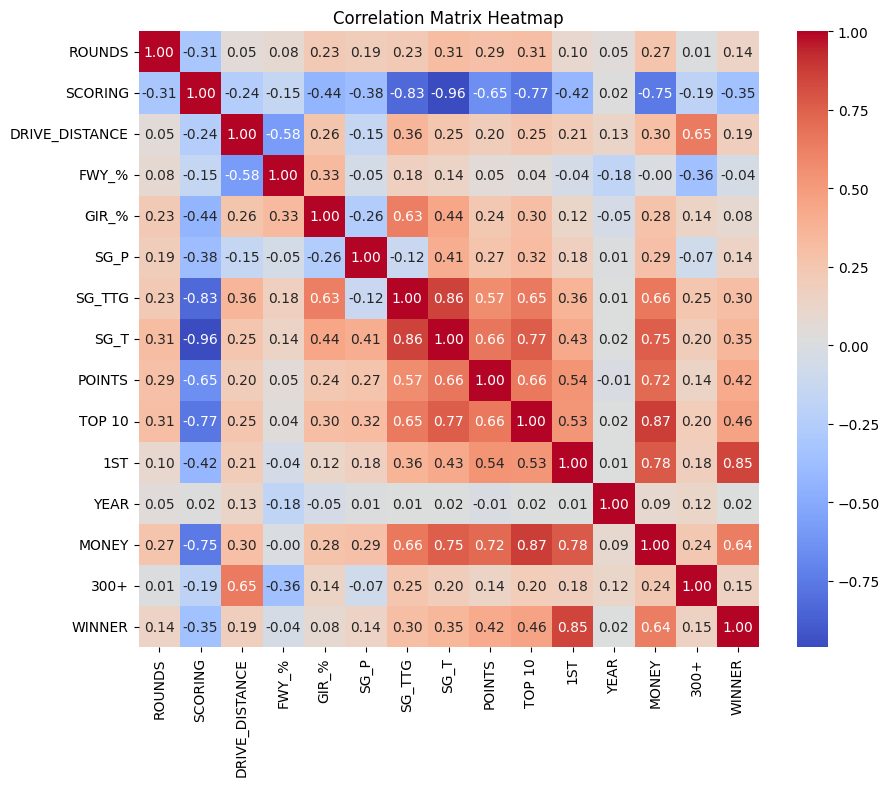 Correlation Matrix Heatmap
ROUNDS 1.00 -0.31 0.05 0.08 0.23 0.19 0.23 0.31 0.29 0.31 0.10 0.05 0.27 0.01 0.14
SCORING -0.31 1.00 -0.24 -0.15 -0.44 -0.38 -0.83 -0.96 -0.65 -0.77 -0.42 0.02 -0.75 -0.19 -0.35
DRIVE_DISTANCE 0.05 -0.24 1.00 -0.58 0.26 -0.15 0.36 0.25 0.20 0.25 0.21 0.13 0.30 0.65 0.19
FWY_% 0.08 -0.15 -0.58 1.00 0.33 -0.05 0.18 0.14 0.05 0.04 -0.04 -0.18 -0.00 -0.36 -0.04
GIR_% 0.23 -0.44 0.26 0.33 1.00 -0.26 0.63 0.44 0.24 0.30 0.12 -0.05 0.28 0.14 0.08
SG_P 0.19 -0.38 -0.15 -0.05 -0.26 1.00 -0.12 0.41 0.27 0.32 0.18 0.01 0.29 -0.07 0.14
SG_TTG 0.23 -0.83 0.36 0.18 0.63 -0.12 1.00 0.86 0.57 0.65 0.36 0.01 0.66 0.25 0.30
SG_T 0.31 -0.96 0.25 0.14 0.44 0.41 0.86 1.00 0.66 0.77 0.43 0.02 0.75 0.20 0.35
POINTS 0.29 -0.65 0.20 0.05 0.24 0.27 0.57 0.66 1.00 0.66 0.54 -0.01 0.72 0.14 0.42
TOP 10 0.31 -0.77 0.25 0.04 0.30 0.32 0.65 0.77 0.66 1.00 0.53 0.02 0.87 0.20 0.46
1ST 0.10 -0.42 0.21 -0.04 0.12 0.18 0.36 0.43 0.54 0.53 1.00 0.01 0.78 0.18 0.85
YEAR 0.05 0.02 0.13 -0.18 -0.05 0.01 0.01 0.02 -0.01 0.02 0.01 1.00 0.09 0.12 0.02
MONEY 0.27 -0.75 0.30 -0.00 0.28 0.29 0.66 0.75 0.72 0.87 0.78 0.09 1.00 0.24 0.64
300+ 0.01 -0.19 0.65 -0.36 0.14 -0.07 0.25 0.20 0.14 0.20 0.18 0.12 0.24 1.00 0.15
WINNER 0.14 -0.35 0.19 -0.04 0.08 0.14 0.30 0.35 0.42 0.46 0.85 0.02 0.64 0.15 1.00
ROUNDS
SCORING
DRIVE_DISTANCE
FWY_%
GIR_%
SG_P
SG_TTG
SG_T
POINTS
TOP 10
1ST
YEAR
MONEY
300+
WINNER
1.00
0.75
0.50
0.25
0.00
-0.25
-0.50
-0.75